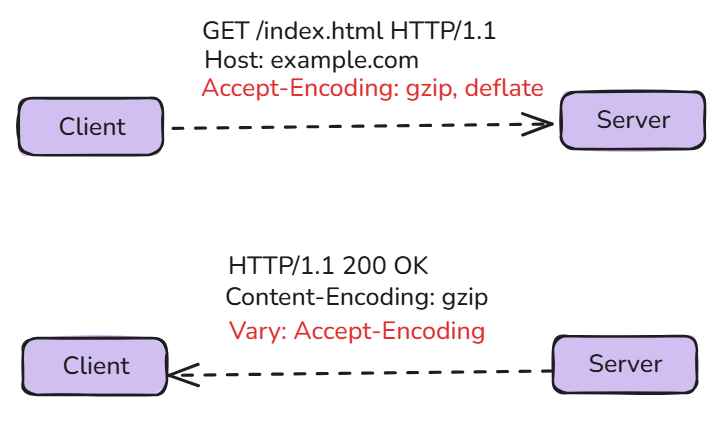 GET /index.html HTTP/1.1
Host: example.com
Accept-Encoding: gzip, deflate
Client
Server
HTTP/1.1 200 OK
Content-Encoding: gzip
Vary: Accept-Encoding
Client
Server